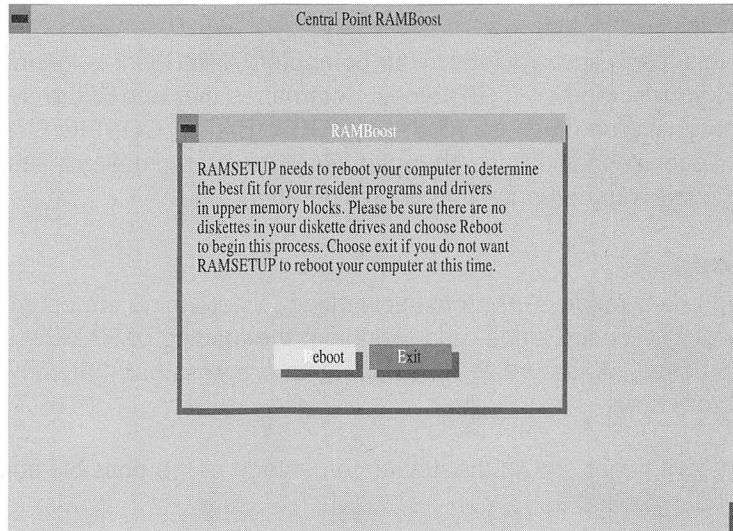 Central Point RAMBoost
RAMBoost
RAMSETUP needs to reboot your computer to determine
the best fit for your resident programs and drivers
in upper memory blocks. Please be sure there are no
diskettes in your diskette drives and choose Reboot
to begin this process. Choose exit if you do not want
RAMSETUP to reboot your computer at this time.
Reboot Exit